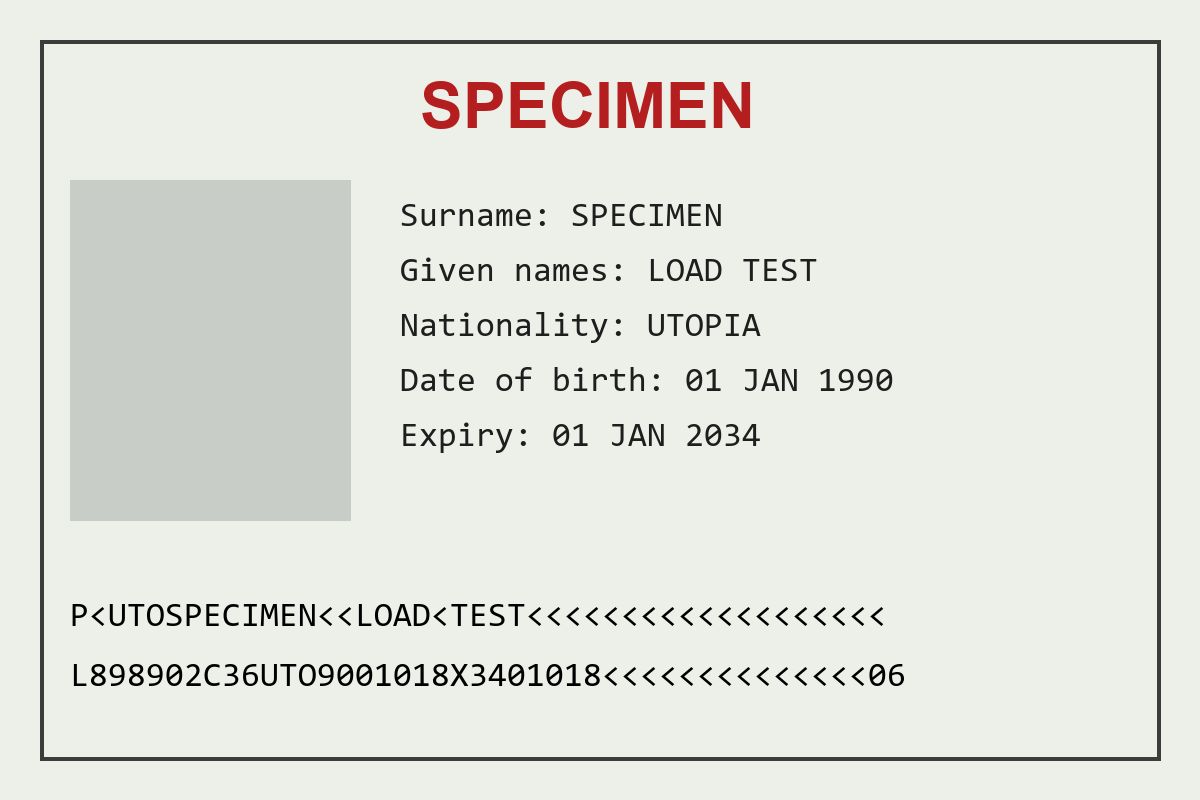 SPECIMEN
Surname: SPECIMEN
Given names: LOAD TEST
Nationality: UTOPIA
Date of birth: 01 JAN 1990
Expiry: 01 JAN 2034
P<UTOSPECIMEN<<LOAD<TEST<<<<<<<<<<<<<<<<<<<
L898902C36UTO9001018X3401018<<<<<<<<<<<<<<06